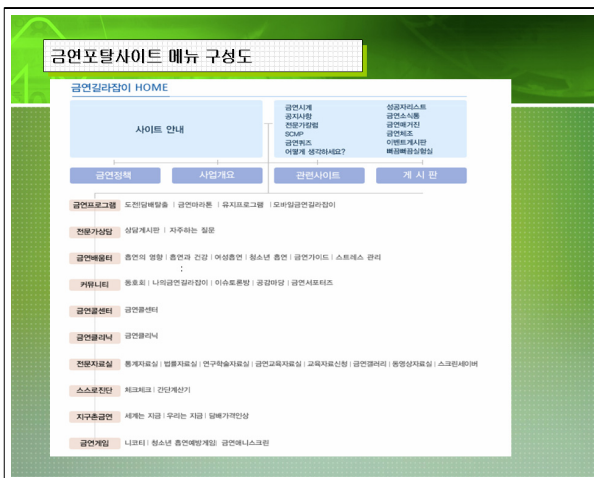 금연포탈사이트 메뉴 구성도
금연길라잡이 HOME
사이트 안내
금연시계 성공자리스트
공지사항 금연소식통
전문가칼럼 금연매거진
SCMP 금연체조
금연퀴즈 이벤트게시판
어떻게 생각하세요? 뻐끔뻐끔실험실
금연정책 사업개요 관련사이트 게 시 판
금연프로그램 도전!담배탈출 | 금연마라톤 | 유지프로그램 | 모바일금연길라잡이
전문가상담 상담게시판 | 자주하는 질문
금연배움터 흡연의 영향 | 흡연과 건강 | 여성흡연 | 청소년 흡연 | 금연가이드 | 스트레스 관리
:
커뮤니티 동호회 | 나의금연길라잡이 | 이슈토론방 | 공감마당 | 금연서포터즈
금연콜센터 금연콜센터
금연클리닉 금연클리닉
전문자료실 통계자료실 | 법률자료실 | 연구학술자료실 | 금연교육자료실 | 교육자료신청 | 금연갤러리 | 동영상자료실 | 스크린세이버
스스로진단 체크체크 | 간단계산기
지구촌금연 세계는 지금 | 우리는 지금 | 담배가격인상
금연게임 니코티 | 청소년 흡연예방게임 | 금연애니스크린